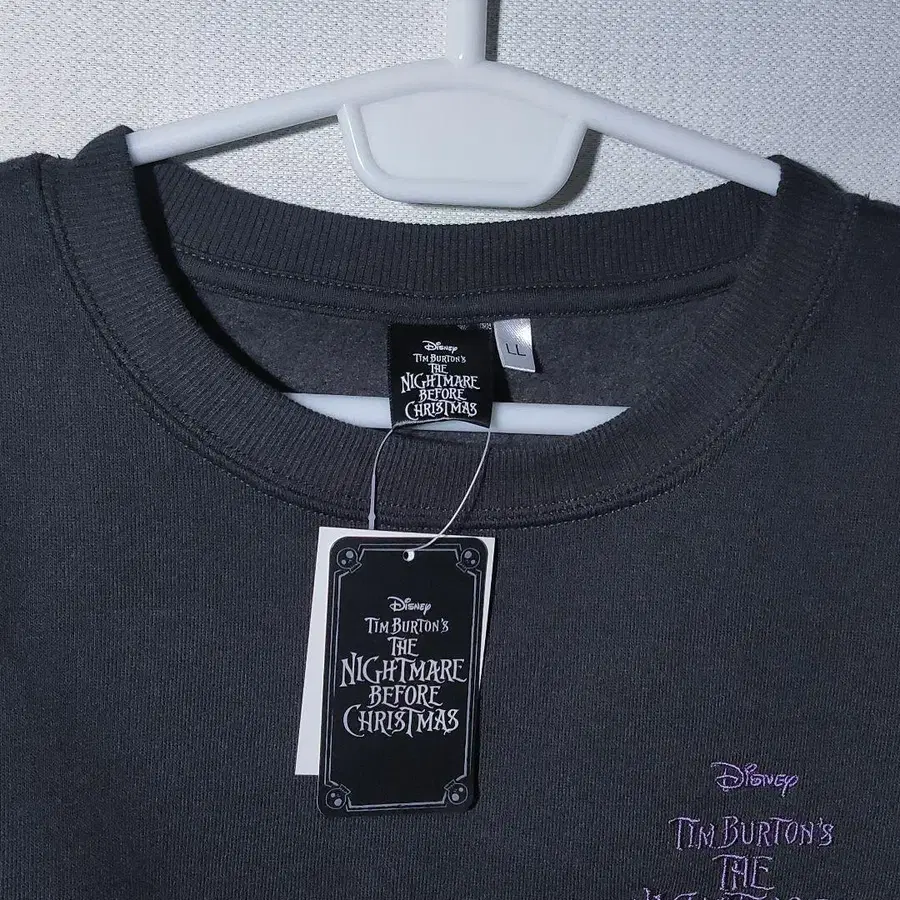 Disney
TIM BURTON'S
THE
NIGHTMARE
BEFORE
CHRISTMAS
LL
Disney
TIM BURTON'S
THE
NIGHTMARE
BEFORE
CHRISTMAS
Disney
TIM BURTON'S
THE